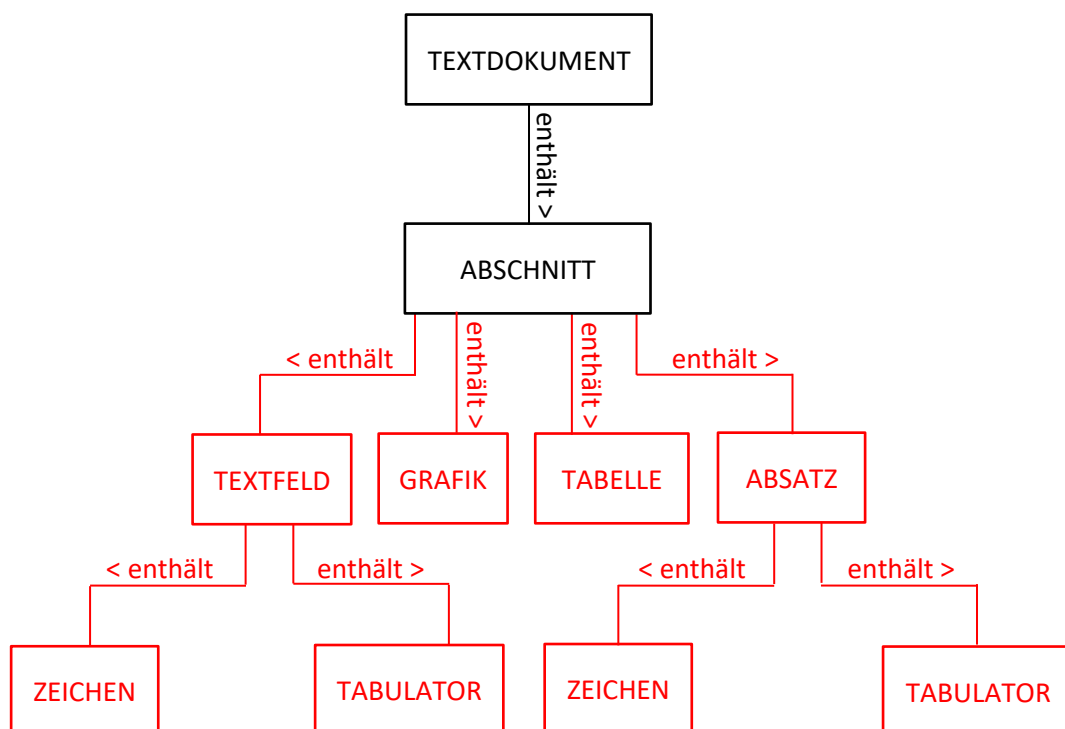 TEXTDOKUMENT
enthält >
ABSCHNITT
< enthält
enthält >
enthält >
enthält >
TEXTFELD
GRAFIK
TABELLE
ABSATZ
< enthält
enthält >
< enthält
enthält >
ZEICHEN
TABULATOR
ZEICHEN
TABULATOR